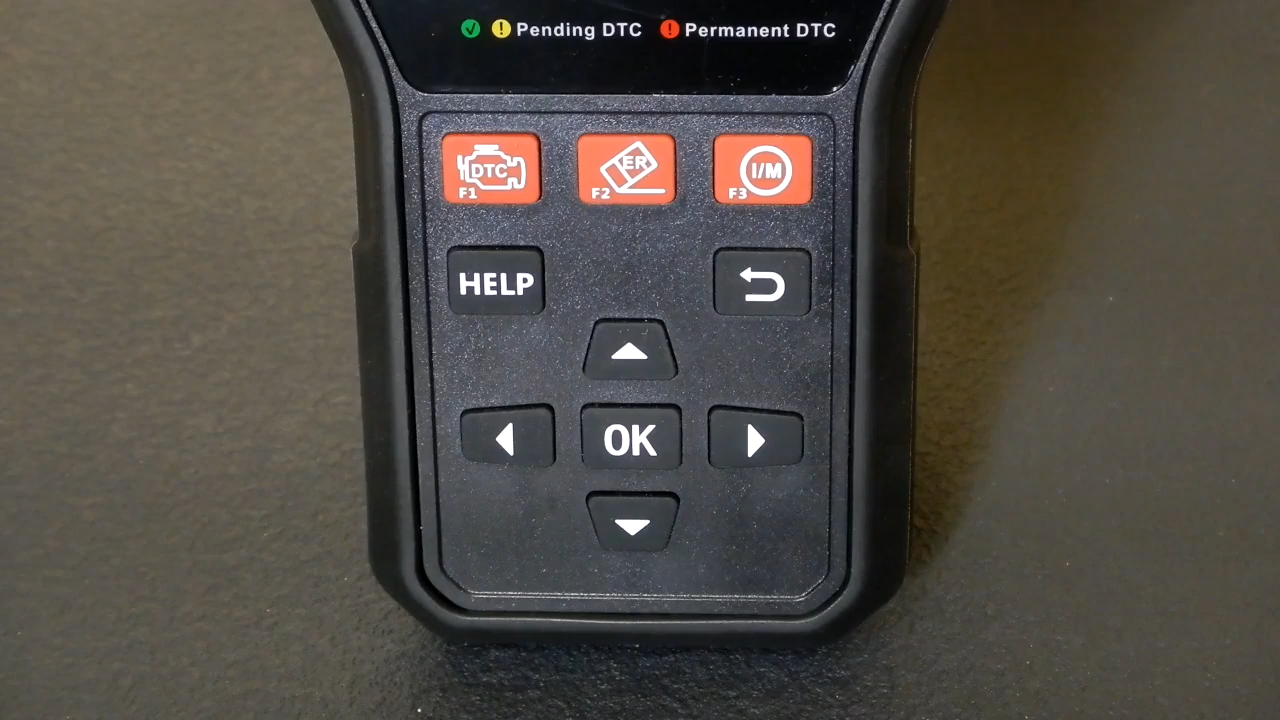 Pending DTC Permanent DTC
DTC ER I/M
F1 F2 F3
HELP
OK